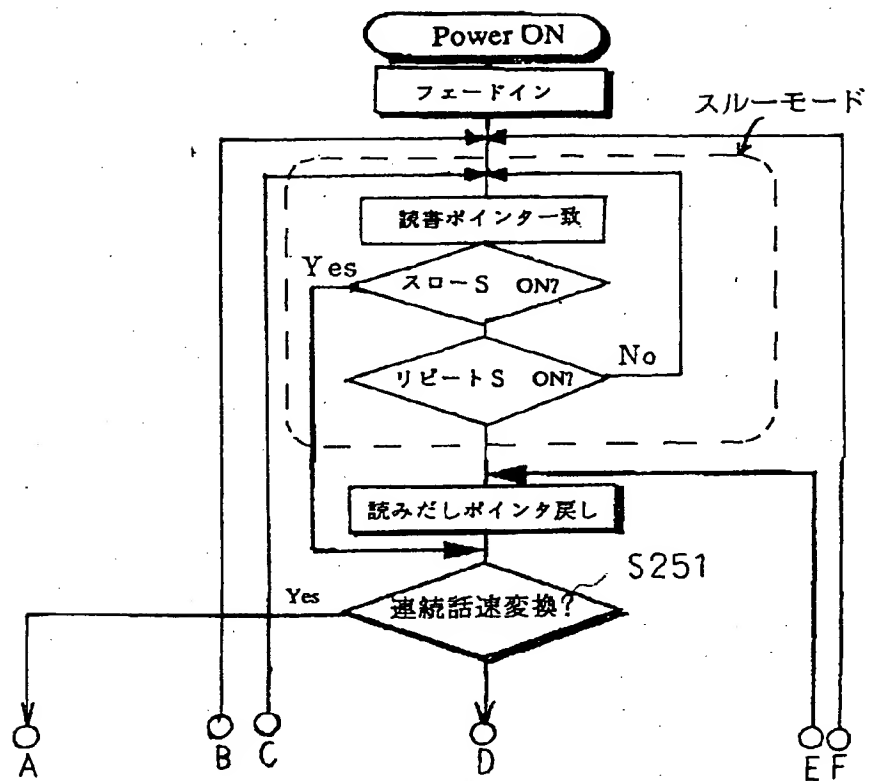 Power ON
フェードイン
スルーモード
読書ポインタ一致
Yes
スローS ON?
リピートS ON?
No
読みだしポインタ戻し
S251
Yes
連続話速変換?
A
B
C
D
E
F